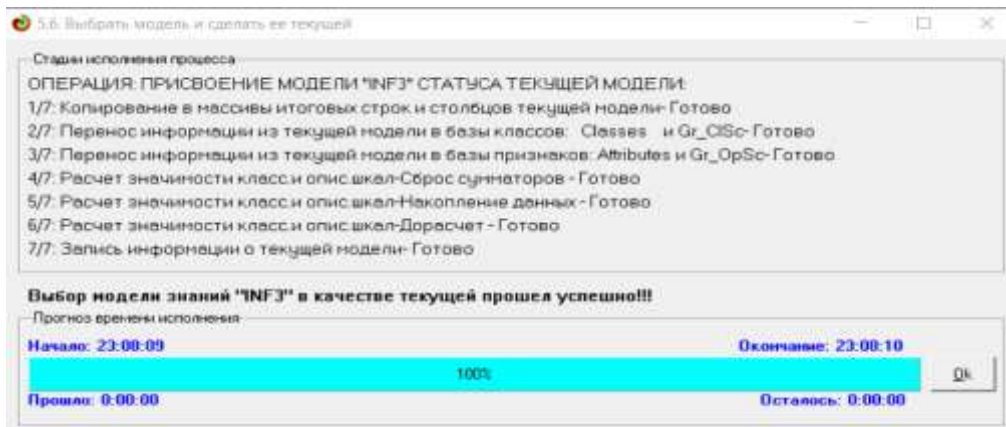 5.6. Выбрать модель и сделать ее текущей
Стадии исполнения процесса
ОПЕРАЦИЯ: ПРИСВОЕНИЕ МОДЕЛИ "INF3" СТАТУСА ТЕКУЩЕЙ МОДЕЛИ:
1/7: Копирование в массивы итоговых строк и столбцов текущей модели- Готово
2/7: Перенос информации из текущей модели в базы классов: Classes и Gr_ClSc- Готово
3/7: Перенос информации из текущей модели в базы признаков: Attributes и Gr_OpSc- Готово
4/7: Расчет значимости класс.и опис.шкал-Сброс сумматоров - Готово
5/7: Расчет значимости класс.и опис.шкал-Накопление данных - Готово
6/7: Расчет значимости класс.и опис.шкал-Дорасчет - Готово
7/7: Запись информации о текущей модели- Готово
Выбор модели знаний "INF3" в качестве текущей прошел успешно!!!
Прогноз времени исполнения
Начало: 23:08:09 Окончание: 23:08:10
100% Ok
Прошло: 0:00:00 Осталось: 0:00:00